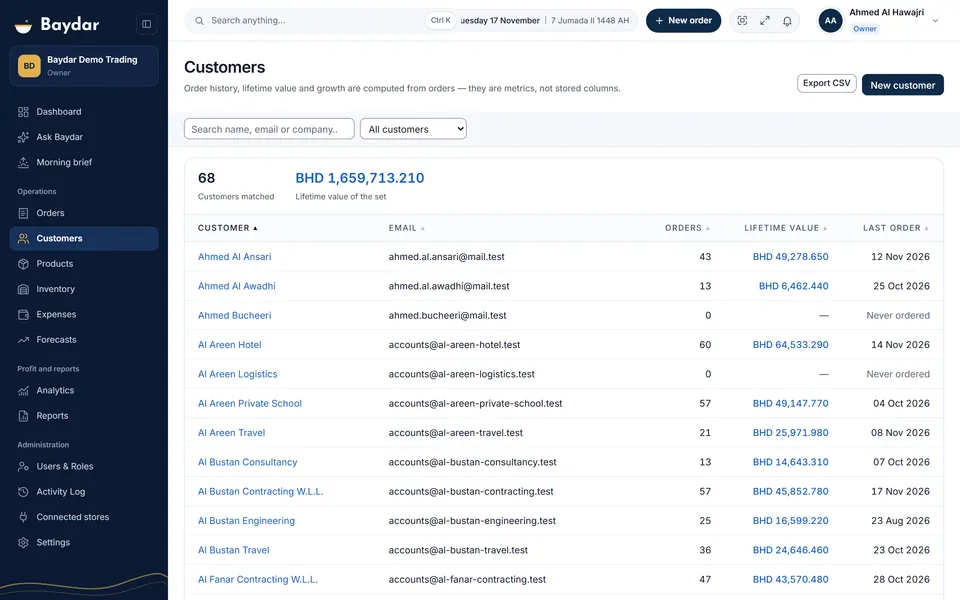 Baydar
Search anything...
Ctrl K
uesday 17 November | 7 Jumada II 1448 AH
+ New order
AA
Ahmed Al Hawajri
Owner
BD
Baydar Demo Trading
Owner
Dashboard
Ask Baydar
Morning brief
Operations
Orders
Customers
Products
Inventory
Expenses
Forecasts
Profit and reports
Analytics
Reports
Administration
Users & Roles
Activity Log
Connected stores
Settings
Customers
Order history, lifetime value and growth are computed from orders — they are metrics, not stored columns.
Export CSV
New customer
Search name, email or company..
All customers
68
Customers matched
BHD 1,659,713.210
Lifetime value of the set
CUSTOMER ▲ EMAIL ▲ ORDERS ▲ LIFETIME VALUE ▲ LAST ORDER ▲
Ahmed Al Ansari ahmed.al.ansari@mail.test 43 BHD 49,278.650 12 Nov 2026
Ahmed Al Awadhi ahmed.al.awadhi@mail.test 13 BHD 6,462.440 25 Oct 2026
Ahmed Bucheeri ahmed.bucheeri@mail.test 0 — Never ordered
Al Areen Hotel accounts@al-areen-hotel.test 60 BHD 64,533.290 14 Nov 2026
Al Areen Logistics accounts@al-areen-logistics.test 0 — Never ordered
Al Areen Private School accounts@al-areen-private-school.test 57 BHD 49,147.770 04 Oct 2026
Al Areen Travel accounts@al-areen-travel.test 21 BHD 25,971.980 08 Nov 2026
Al Bustan Consultancy accounts@al-bustan-consultancy.test 13 BHD 14,643.310 07 Oct 2026
Al Bustan Contracting W.L.L. accounts@al-bustan-contracting.test 57 BHD 45,852.780 17 Nov 2026
Al Bustan Engineering accounts@al-bustan-engineering.test 25 BHD 16,599.220 23 Aug 2026
Al Bustan Travel accounts@al-bustan-travel.test 36 BHD 24,646.460 23 Oct 2026
Al Fanar Contracting W.L.L. accounts@al-fanar-contracting.test 47 BHD 43,570.480 28 Oct 2026